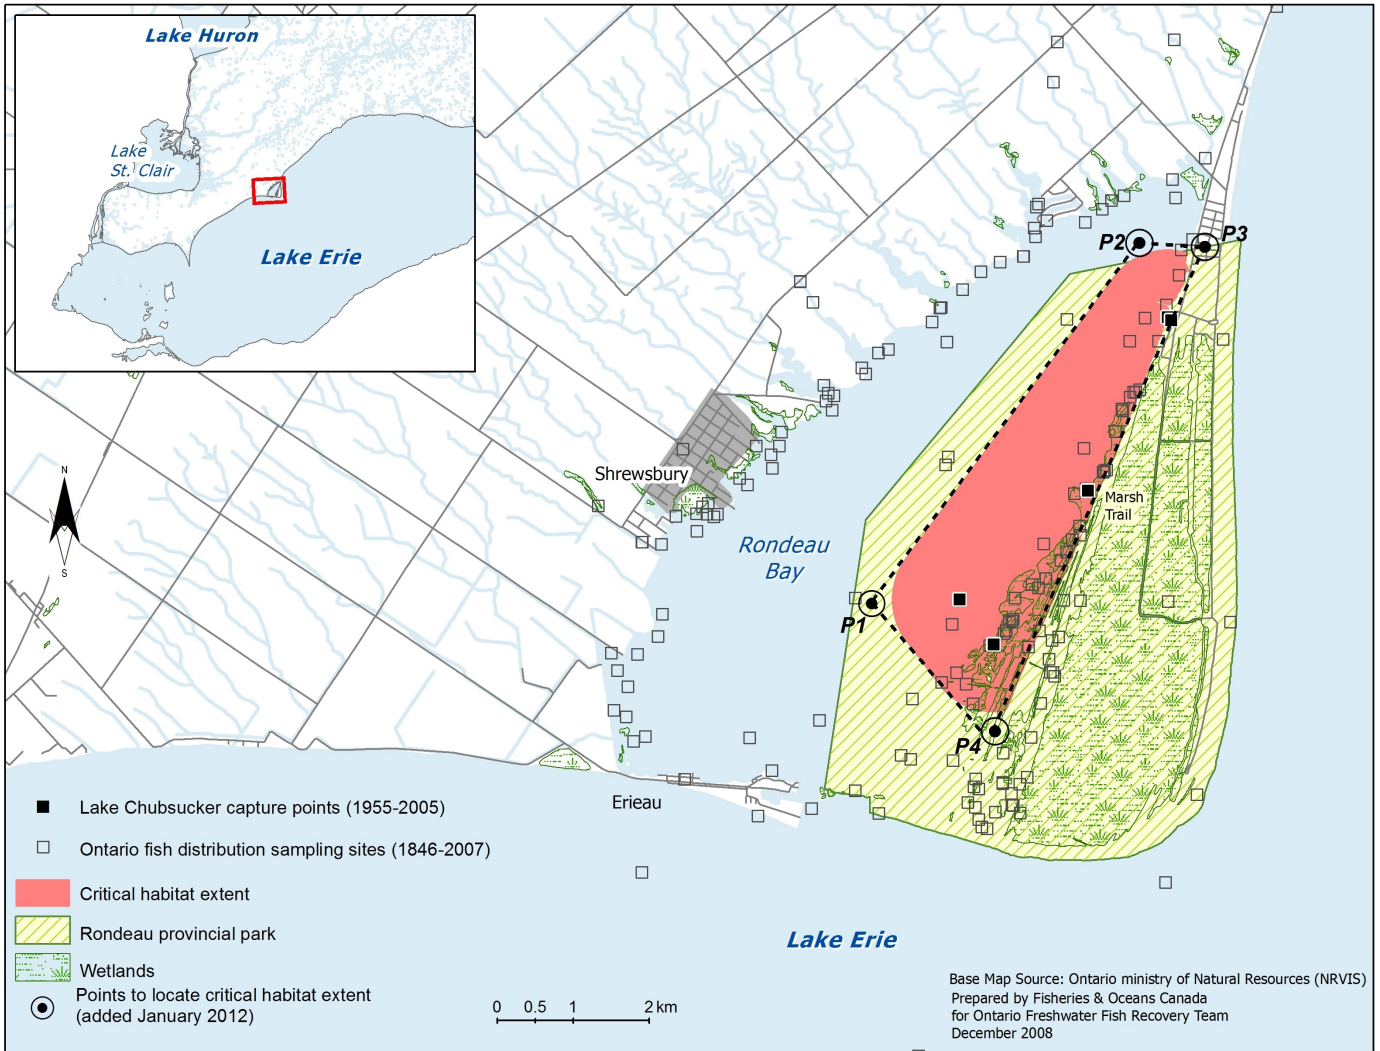 Lake Huron
Lake
St. Clair
Lake Erie
P2
P3
Shrewsbury
Marsh
Trail
N
S
Rondeau
Bay
P1
P4
Erieau
Lake Chubsucker capture points (1955-2005)
Ontario fish distribution sampling sites (1846-2007)
Critical habitat extent
Rondeau provincial park
Wetlands
Points to locate critical habitat extent
(added January 2012)
0 0.5 1 2 km
Lake Erie
Base Map Source: Ontario ministry of Natural Resources (NRVIS)
Prepared by Fisheries & Oceans Canada
for Ontario Freshwater Fish Recovery Team
December 2008